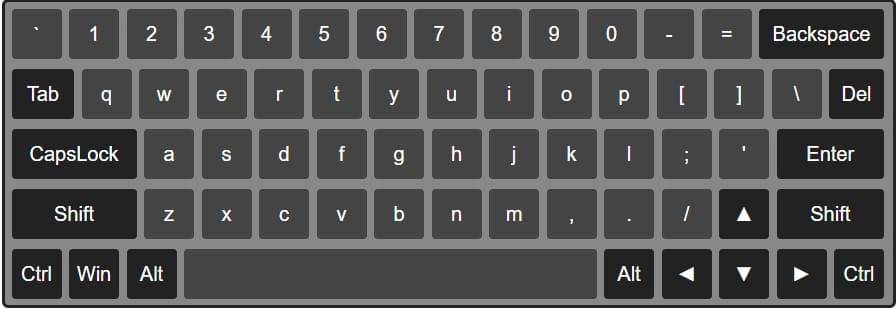 ` 1 2 3 4 5 6 7 8 9 0 - = Backspace
Tab q w e r t y u i o p [ ] \ Del
CapsLock a s d f g h j k l ; ' Enter
Shift z x c v b n m , . / ▲ Shift
Ctrl Win Alt Alt ◄ ▼ ► Ctrl